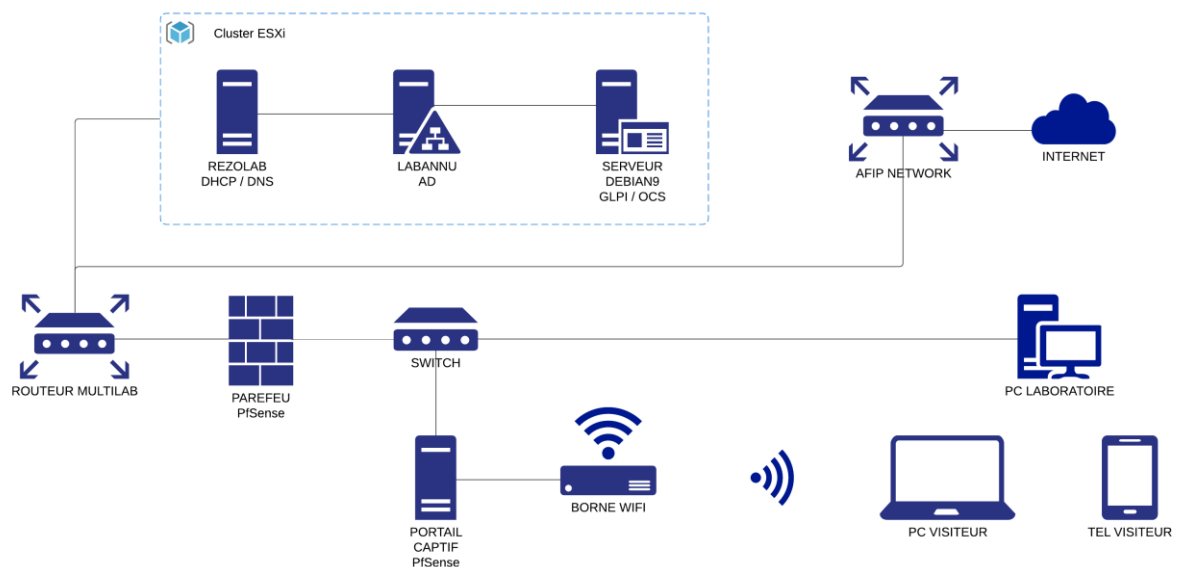 Cluster ESXi
REZOLAB
DHCP / DNS
LABANNU
AD
SERVEUR
DEBIAN9
GLPI / OCS
AFIP NETWORK
INTERNET
ROUTEUR MULTILAB
PAREFEU
PfSense
SWITCH
PC LABORATOIRE
PORTAIL
CAPTIF
PfSense
BORNE WIFI
PC VISITEUR
TEL VISITEUR